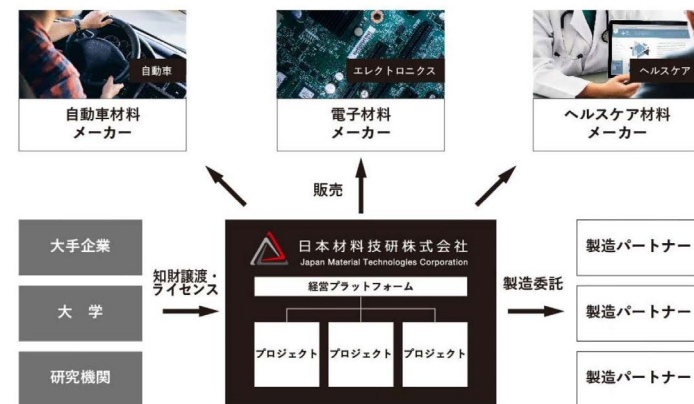 自動車
エレクトロニクス
ヘルスケア
自動車材料
メーカー
電子材料
メーカー
ヘルスケア材料
メーカー
販売
大手企業
大 学
研究機関
知財譲渡・
ライセンス
日本材料技研株式会社
Japan Material Technologies Corporation
経営プラットフォーム
プロジェクト
プロジェクト
プロジェクト
製造委託
製造パートナー
製造パートナー
製造パートナー